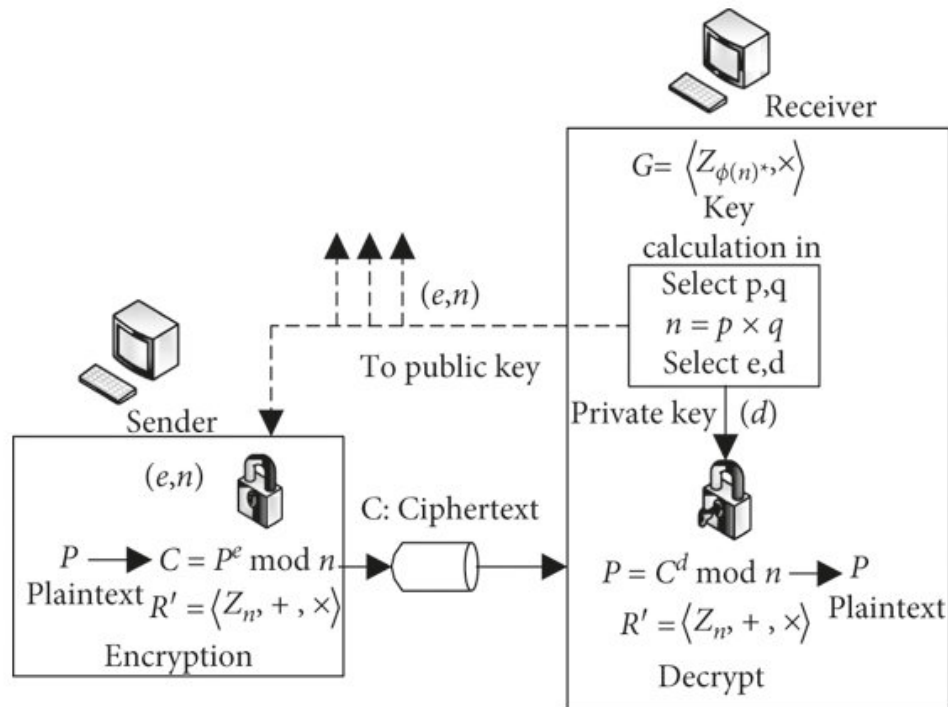 Receiver
G= ⟨Z_{ϕ(n)*},×⟩
Key
calculation in
Select p,q
n = p × q
Select e,d
(e,n)
To public key
Private key (d)
Sender
(e,n)
C: Ciphertext
P → C = P^e mod n
Plaintext R′ = ⟨Z_n, + , ×⟩
Encryption
P = C^d mod n → P
Plaintext
R′ = ⟨Z_n, + , ×⟩
Decrypt